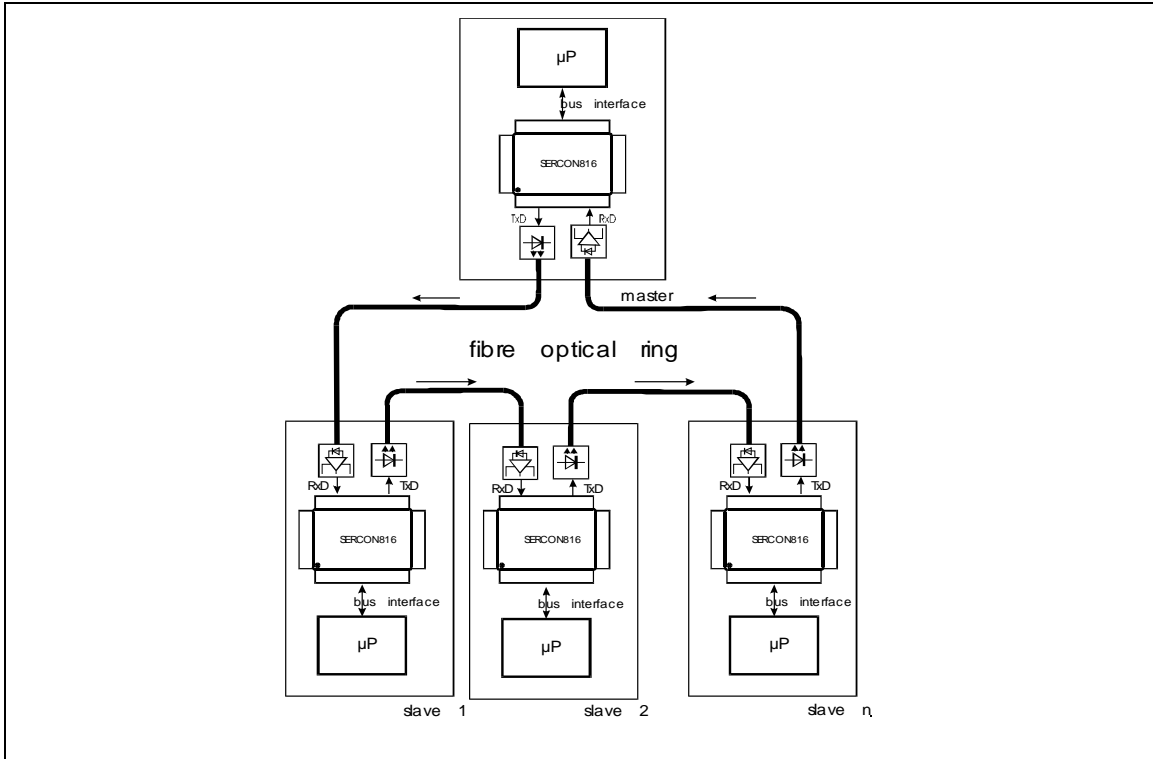 µP
bus interface
SERCON816
TxD RxD
master
fibre optical ring
RxD TxD
RxD TxD
RxD TxD
SERCON816
SERCON816
SERCON816
bus interface
bus interface
bus interface
µP
µP
µP
slave 1
slave 2
slave n